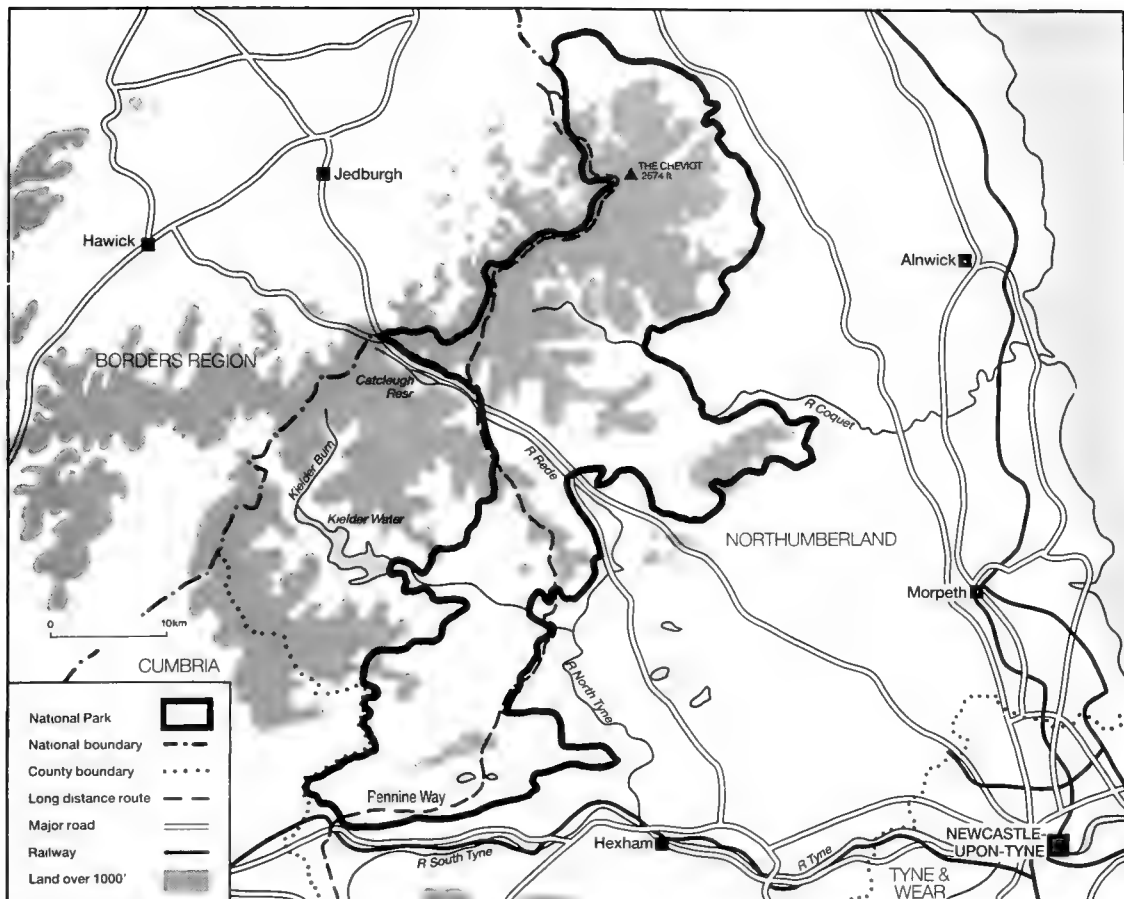 THE CHEVIOT
2674 ft
Jedburgh
Hawick
Alnwick
BORDERS REGION
Catcleugh
Resr
R Coquet
R Rede
Kielder Burn
Kielder Water
NORTHUMBERLAND
Morpeth
0 10km
CUMBRIA
R North Tyne
National Park
National boundary
County boundary
Long distance route
Major road
Railway
Land over 1000'
Pennine Way
R South Tyne
Hexham
R Tyne
NEWCASTLE-
UPON-TYNE
TYNE &
WEAR